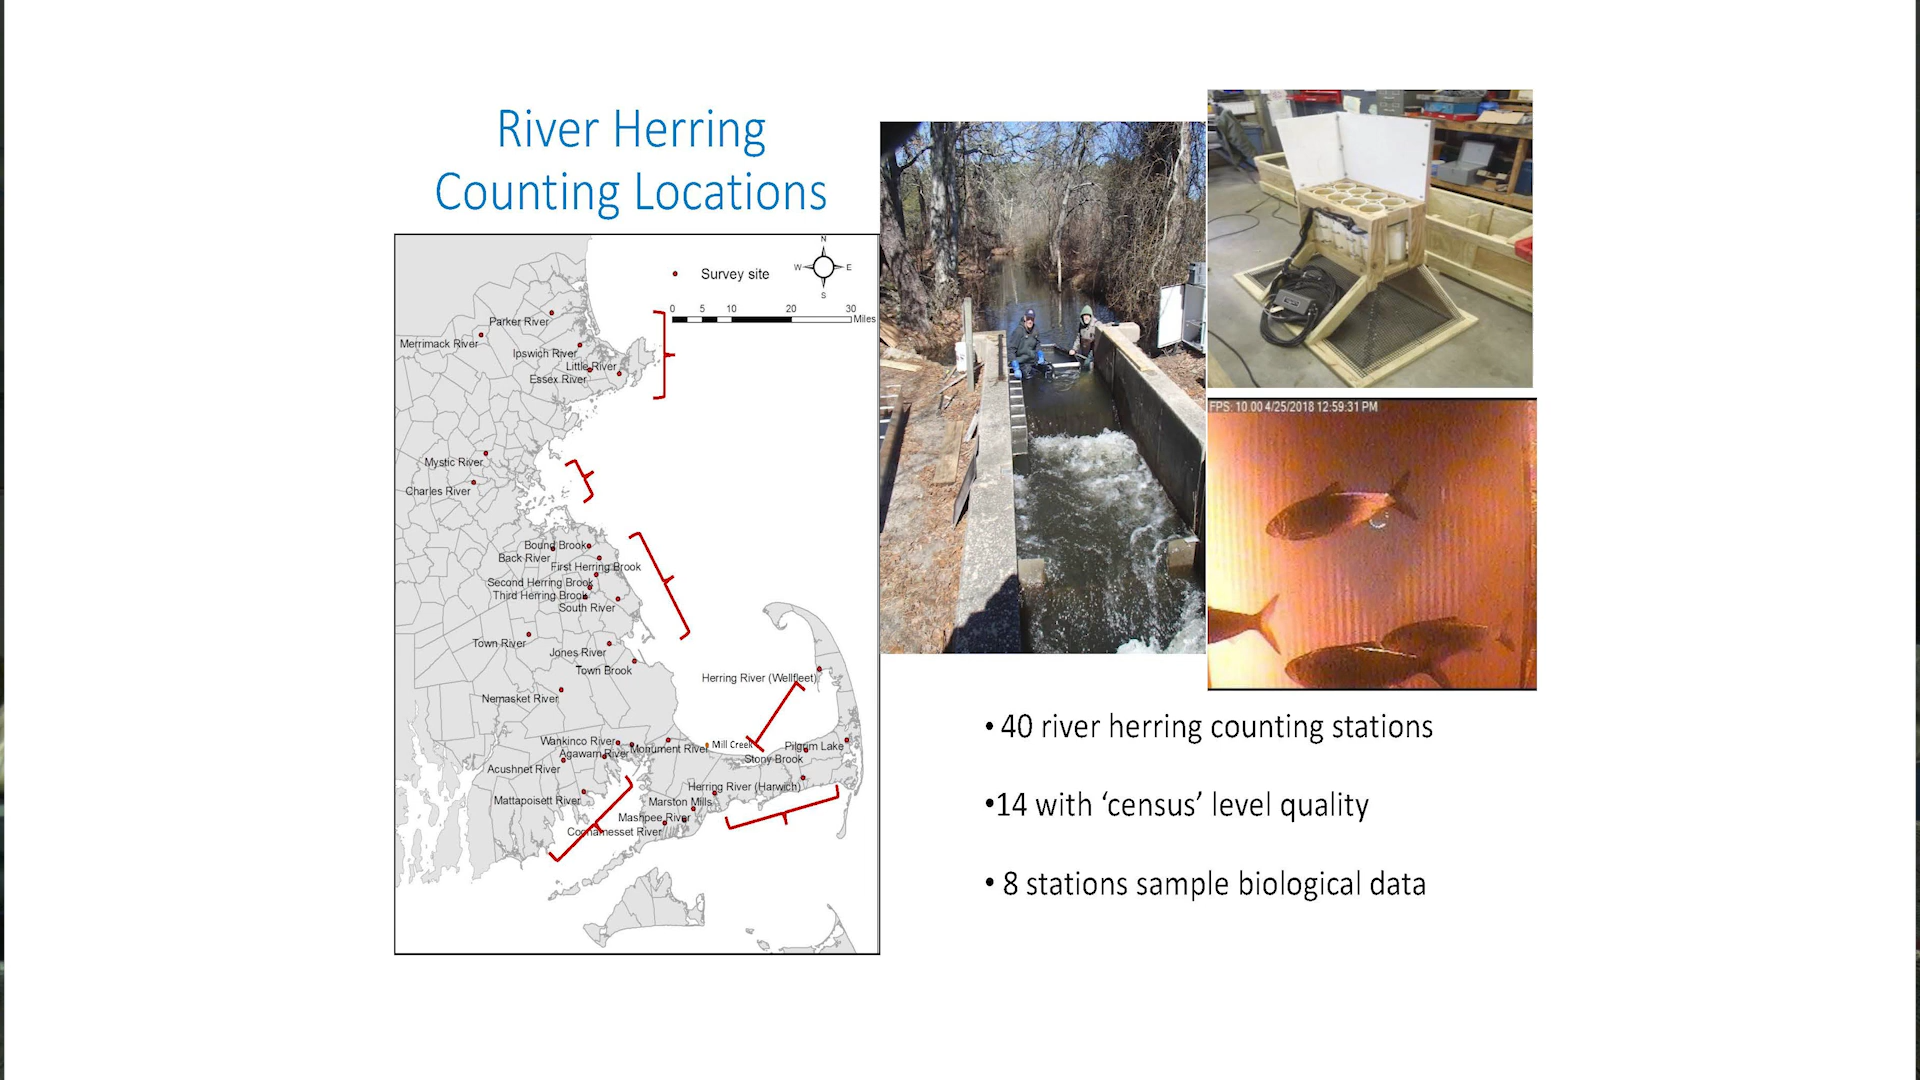 River Herring
Counting Locations
N
W
E
S
Survey site
0 5 10 20 30
Miles
Parker River
Merrimack River
Ipswich River
Little River
Essex River
Mystic River
Charles River
Bound Brook
Back River
First Herring Brook
Second Herring Brook
Third Herring Brook
South River
Town River
Jones River
Town Brook
Herring River (Wellfleet)
Nemasket River
Wankinco River
Agawam River
Monument River
Mill Creek
Pilgrim Lake
Stony Brook
Acushnet River
Herring River (Harwich)
Mattapoisett River
Marston Mills
Mashpee River
Coonamesset River
FPS: 10 00 4/25/2018 12:59:31 PM
• 40 river herring counting stations
•14 with ‘census’ level quality
• 8 stations sample biological data